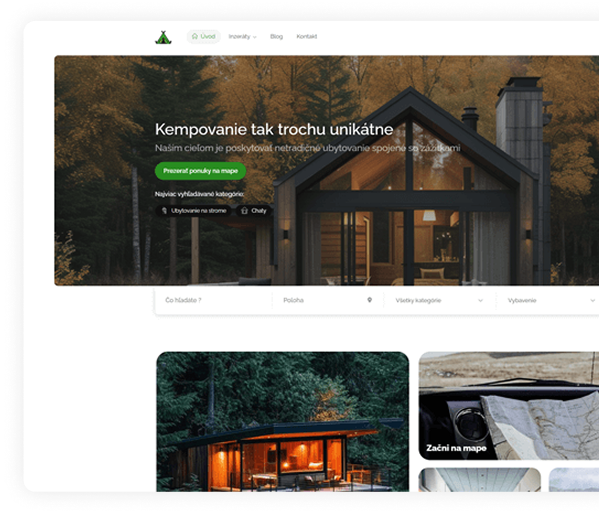 Úvod
Inzeráty
Blog
Kontakt
Kempovanie tak trochu unikátne
Naším cieľom je poskytovať netradičné ubytovanie spojené so zážitkami
Prezerať ponuky na mape
Najviac vyhľadávané kategórie:
Ubytovanie na strome
Chaty
Čo hľadáte ?
Poloha
Všetky kategórie
Vybavenie
Začni na mape